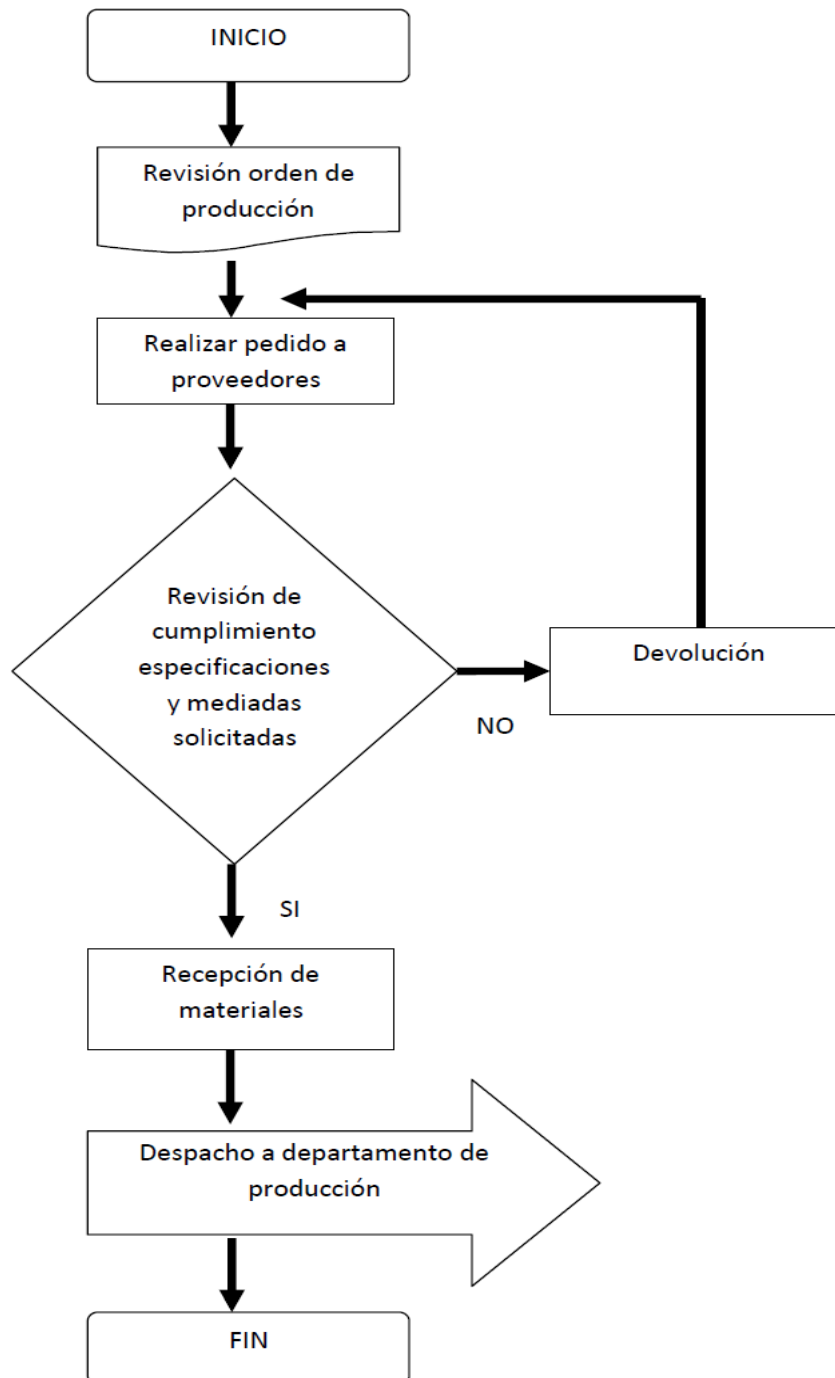 INICIO
Revisión orden de
producción
Realizar pedido a
proveedores
Revisión de
cumplimiento
especificaciones
y mediadas
solicitadas
Devolución
NO
SI
Recepción de
materiales
Despacho a departamento de
producción
FIN